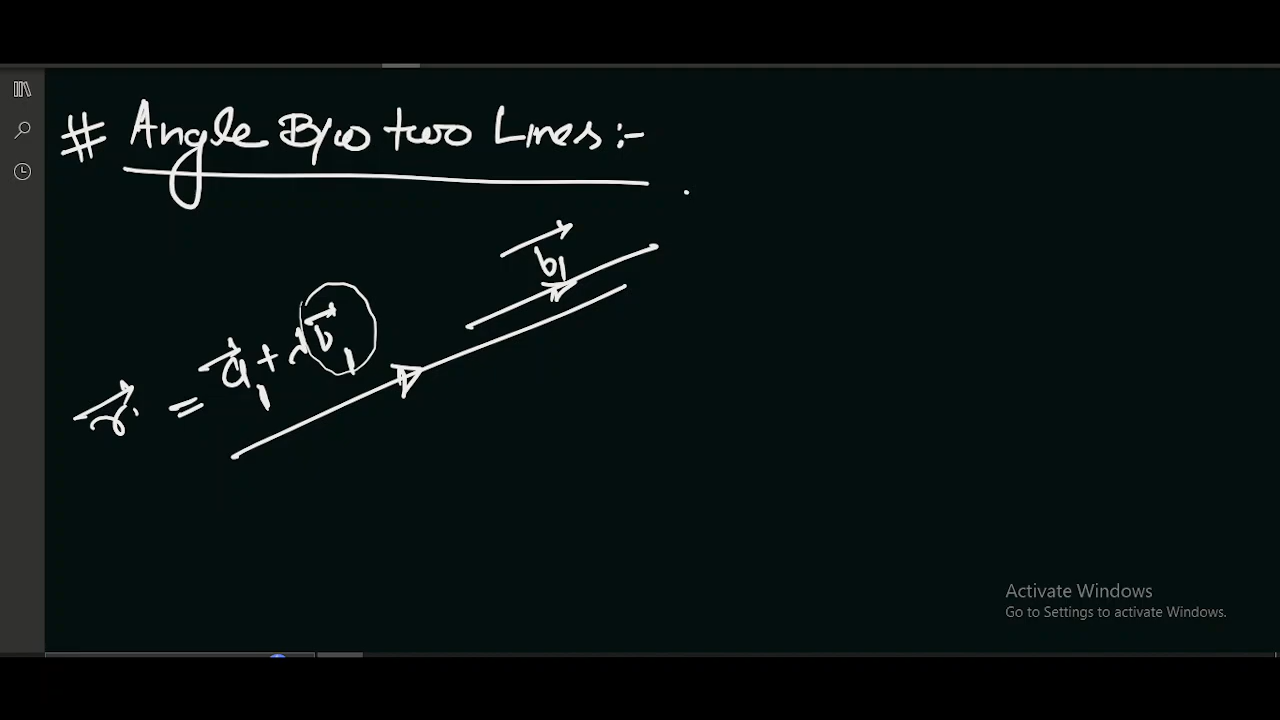 # Angle B/w two Lines :-
b₁
r = a₁ + λb₁
Activate Windows
Go to Settings to activate Windows.